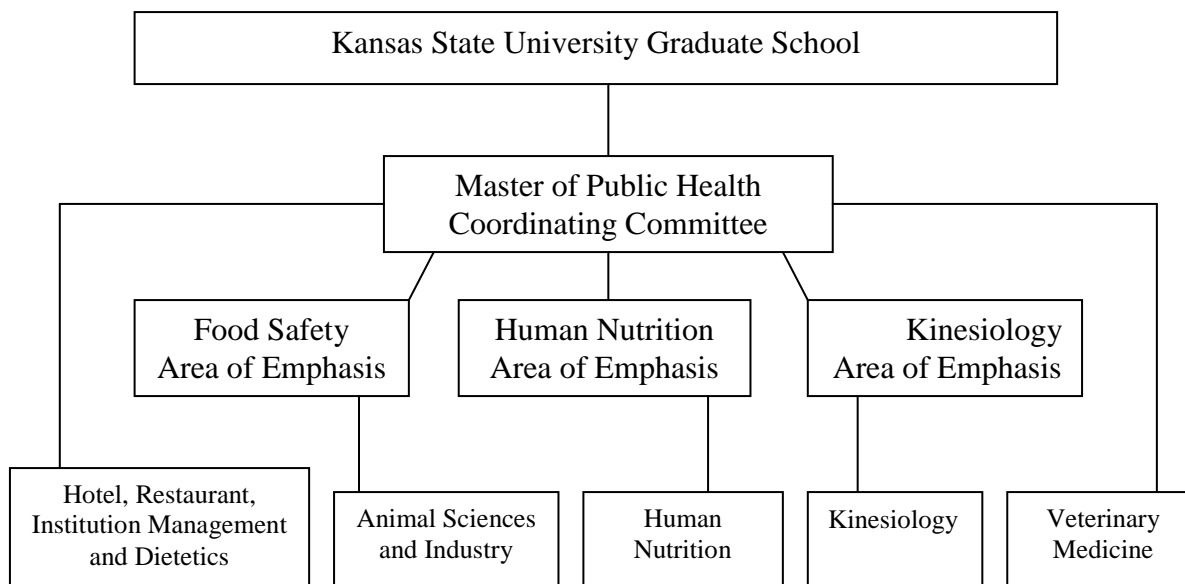 Kansas State University Graduate School
Master of Public Health
Coordinating Committee
Food Safety
Area of Emphasis
Human Nutrition
Area of Emphasis
Kinesiology
Area of Emphasis
Hotel, Restaurant,
Institution Management
and Dietetics
Animal Sciences
and Industry
Human
Nutrition
Kinesiology
Veterinary
Medicine